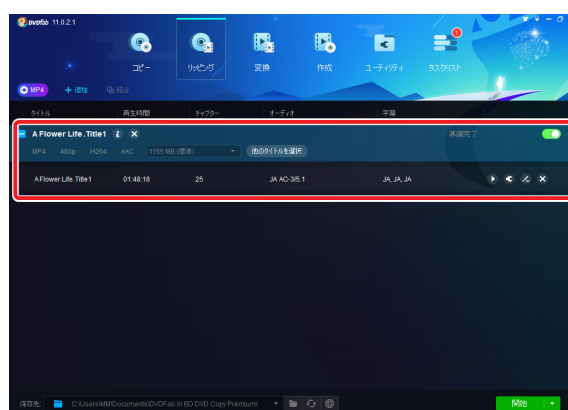 DVDFab 11.0.2.1
コピー リッピング 変換 作成 ユーティリティ タスクリスト 1
MP4 + 追加 結合
タイトル 再生時間 チャプター オーディオ 字幕
A Flower Life .Title1 i 準備完了
MP4 480p H264 AAC 1155 MB (標準) 他のタイトルを選択
A Flower Life.Title1 01:48:18 25 JA AC-3/5.1 JA, JA, JA
保存先: C:\Users\MM\Documents\DVDFab XI BD DVD Copy Premium\ 開始